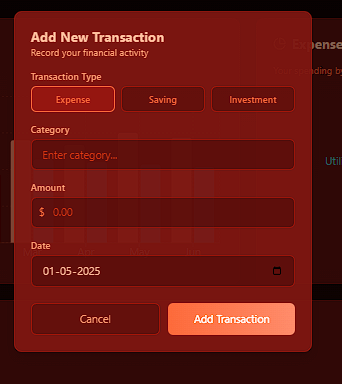 Add New Transaction
Record your financial activity
Transaction Type
Expense Saving Investment
Category
Enter category...
Amount
$ 0.00
Date
01-05-2025
Cancel Add Transaction
Expense
nding by
Util